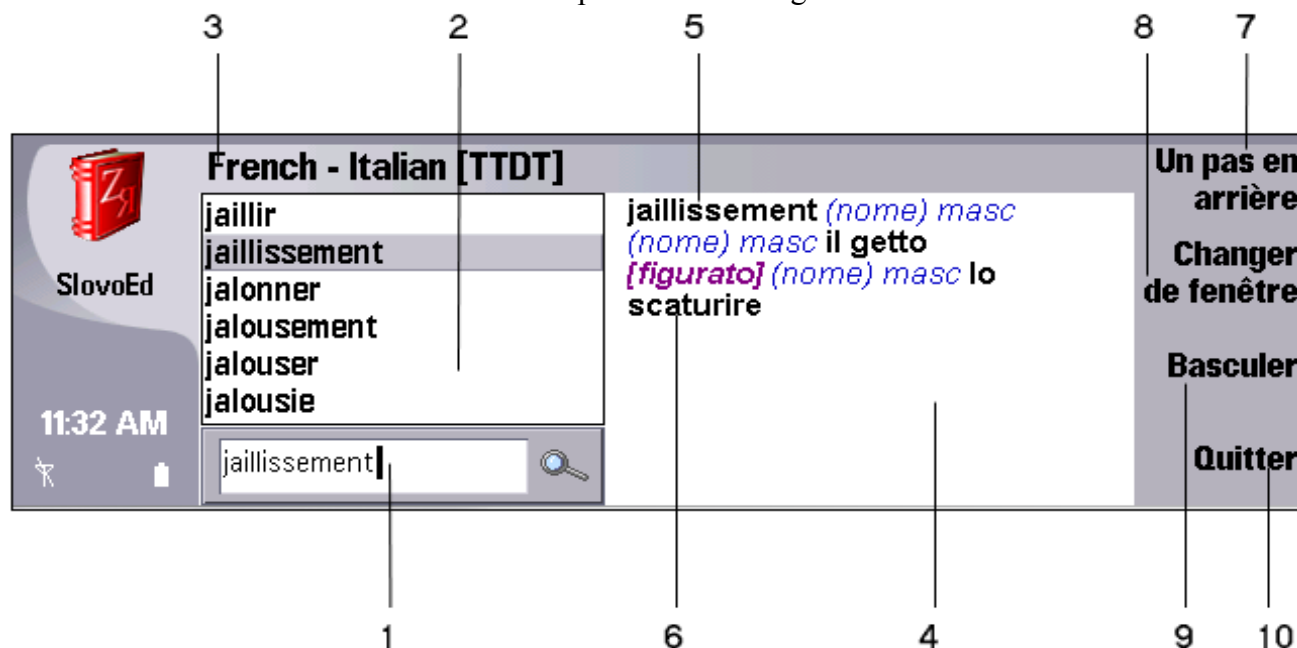 3 2 5 8 7
French - Italian [TTDT]
SlovoEd
11:32 AM
jaillir
jaillissement
jalonner
jalousement
jalouser
jalousie
jaillissement
jaillissement (nome) masc
(nome) masc il getto
[figurato] (nome) masc lo
scaturire
Un pas en
arrière
Changer
de fenêtre
Basculer
Quitter
1 6 4 9 10